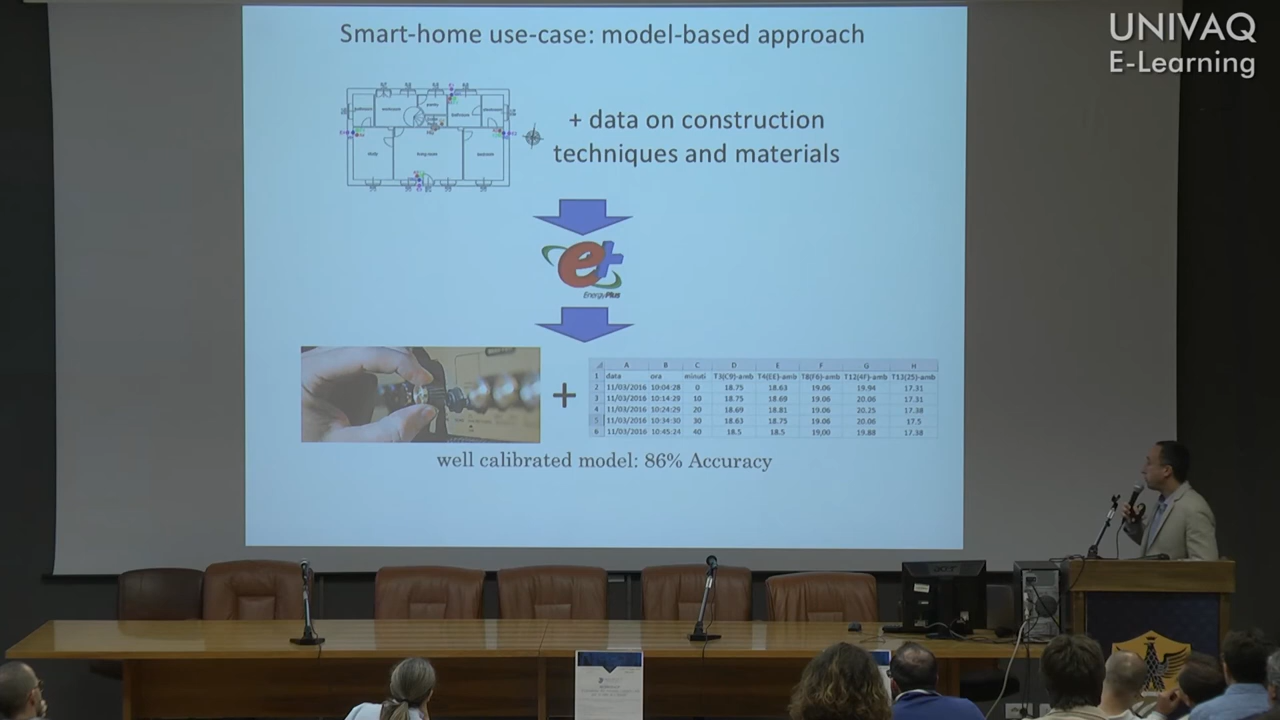 Smart-home use-case: model-based approach
UNIVAQ
E-Learning
+ data on construction
techniques and materials
study
living room
bedroom
e+
EnergyPlus
+
A B C D E F G H
1 data ora minuti T3(C9)-amb T4(EE)-amb T8(F6)-amb T12(4F)-amb T13(25)-amb
2 11/03/2016 10:04:28 0 18.75 18.63 19.06 19.94 17.31
3 11/03/2016 10:14:29 10 18.75 18.69 19.06 20.06 17.31
4 11/03/2016 10:24:29 20 18.69 18.81 19.06 20.25 17.38
5 11/03/2016 10:34:30 30 18.63 18.75 19.06 20.06 17.5
6 11/03/2016 10:45:24 40 18.5 18.5 19,00 19.88 17.38
well calibrated model: 86% Accuracy
acer